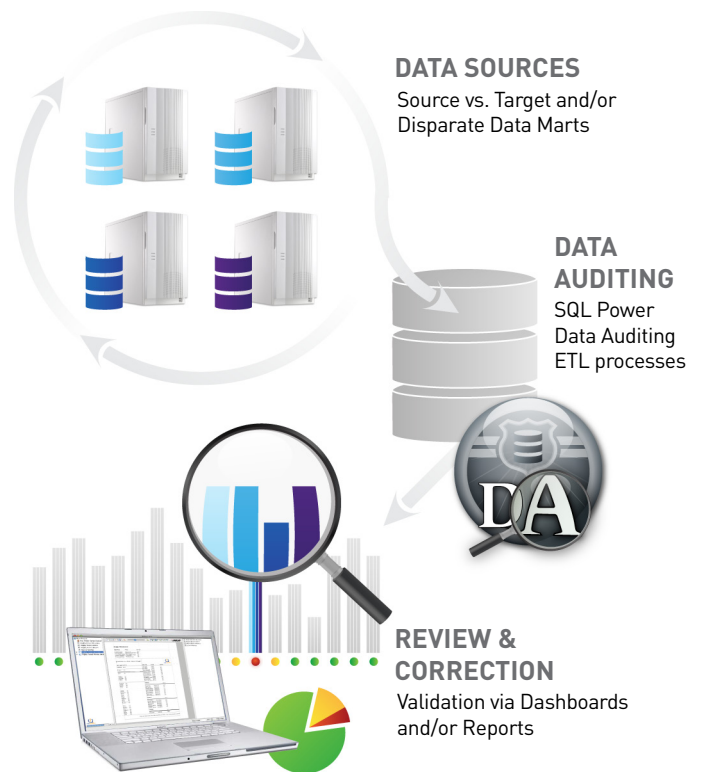 DATA SOURCES
Source vs. Target and/or
Disparate Data Marts
DATA
AUDITING
SQL Power
Data Auditing
ETL processes
DA
REVIEW &
CORRECTION
Validation via Dashboards
and/or Reports